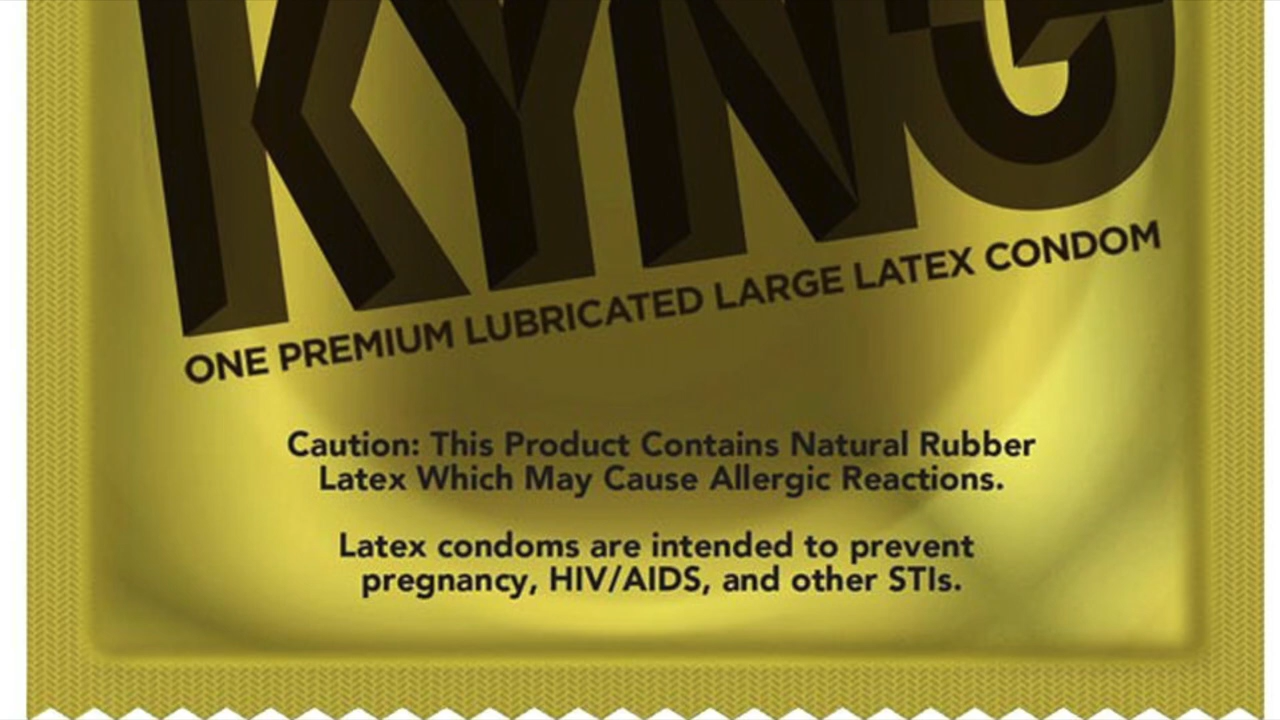 KYNG
ONE PREMIUM LUBRICATED LARGE LATEX CONDOM
Caution: This Product Contains Natural Rubber
Latex Which May Cause Allergic Reactions.
Latex condoms are intended to prevent
pregnancy, HIV/AIDS, and other STIs.